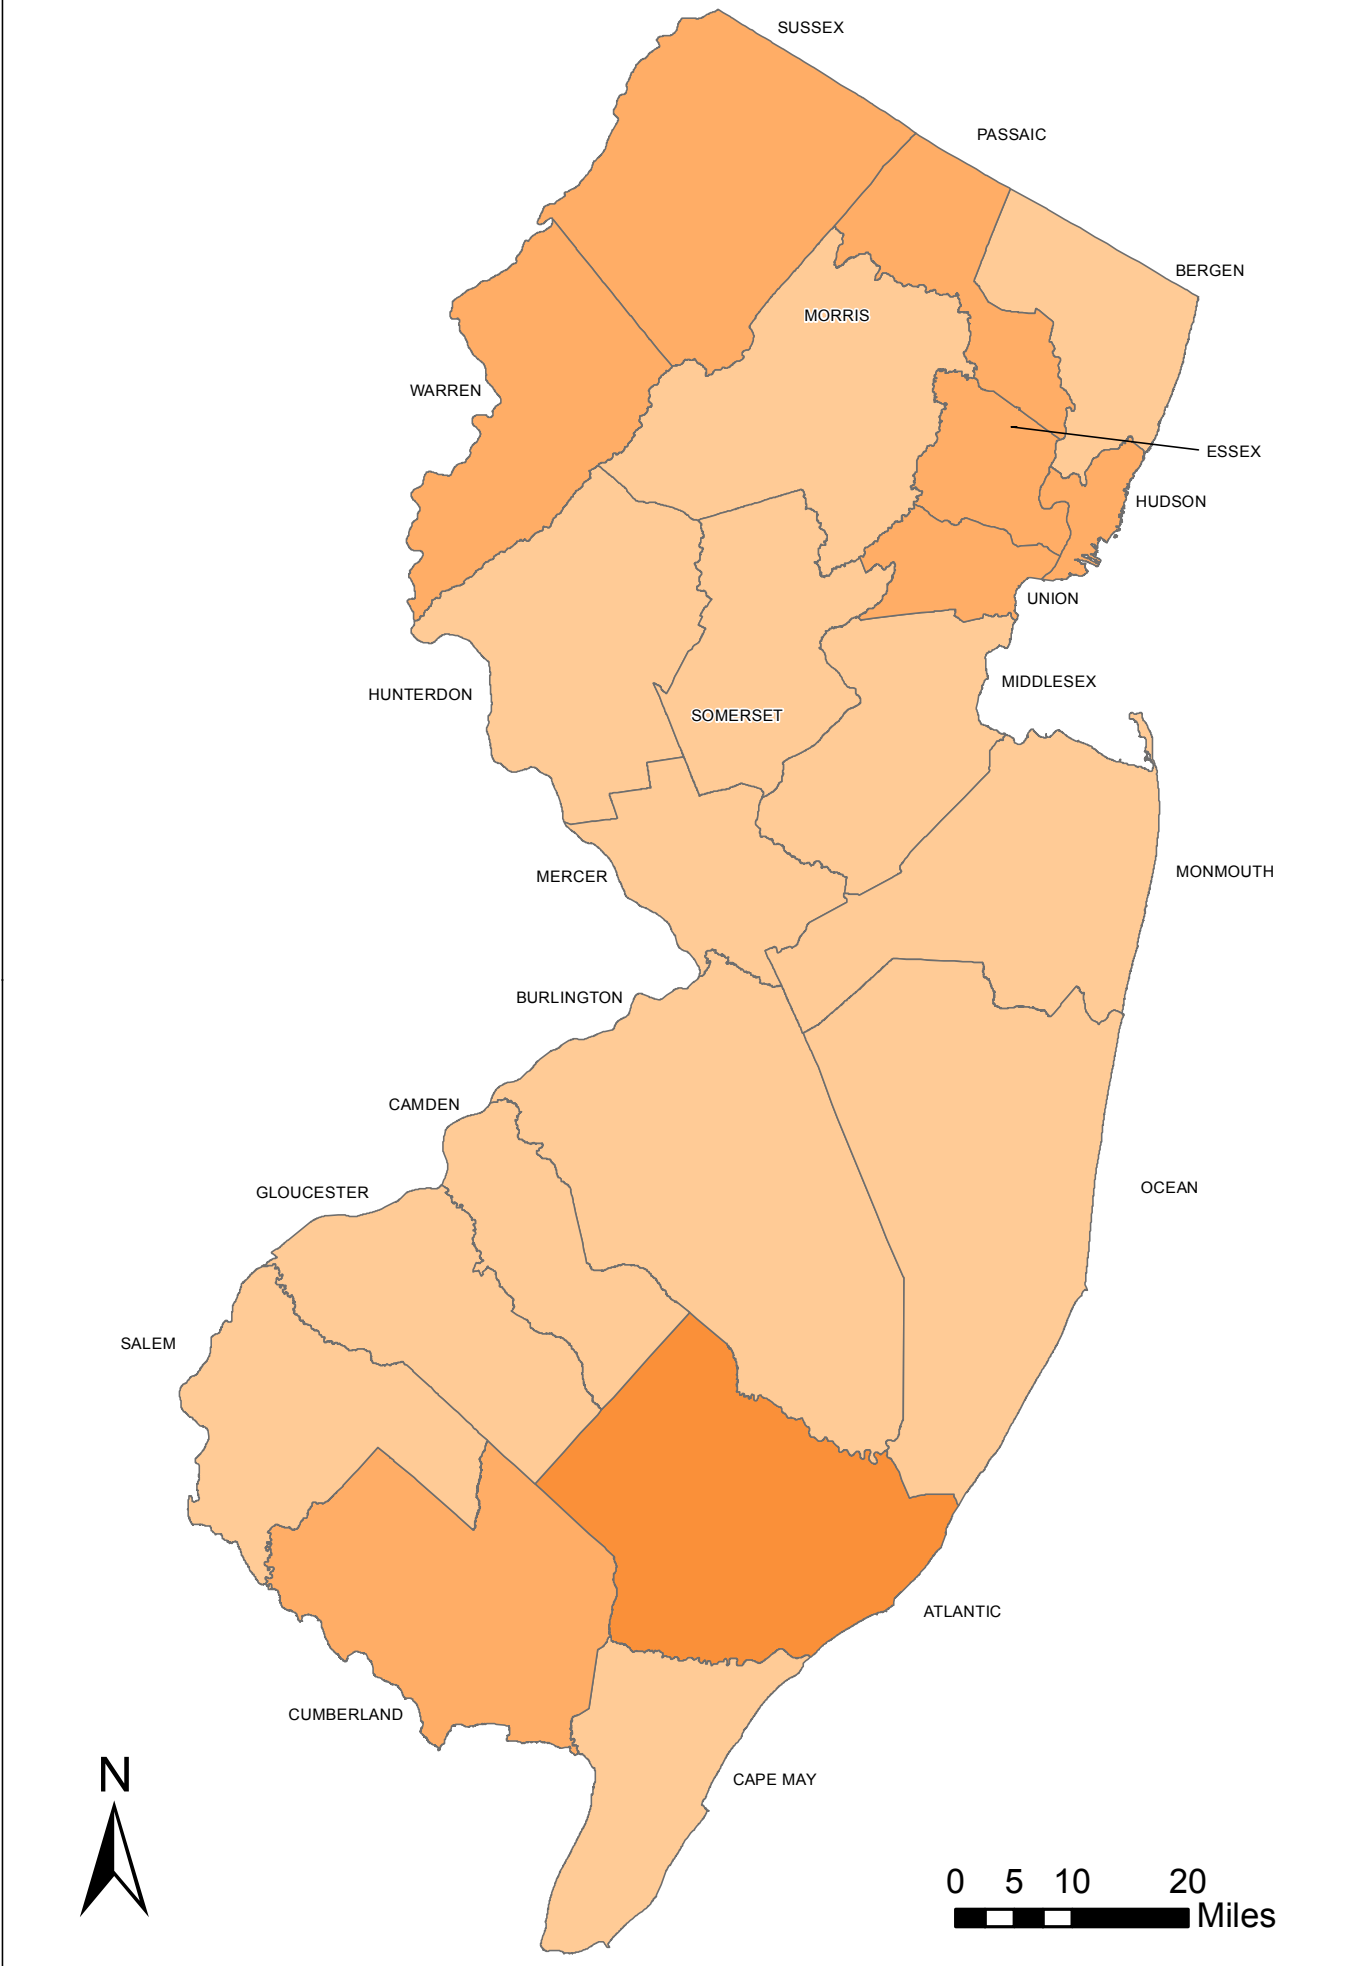 SUSSEX
PASSAIC
BERGEN
MORRIS
WARREN
ESSEX
HUDSON
UNION
MIDDLESEX
HUNTERDON
SOMERSET
MONMOUTH
MERCER
BURLINGTON
CAMDEN
OCEAN
GLOUCESTER
SALEM
ATLANTIC
CUMBERLAND
N
CAPE MAY
0 5 10 20
Miles